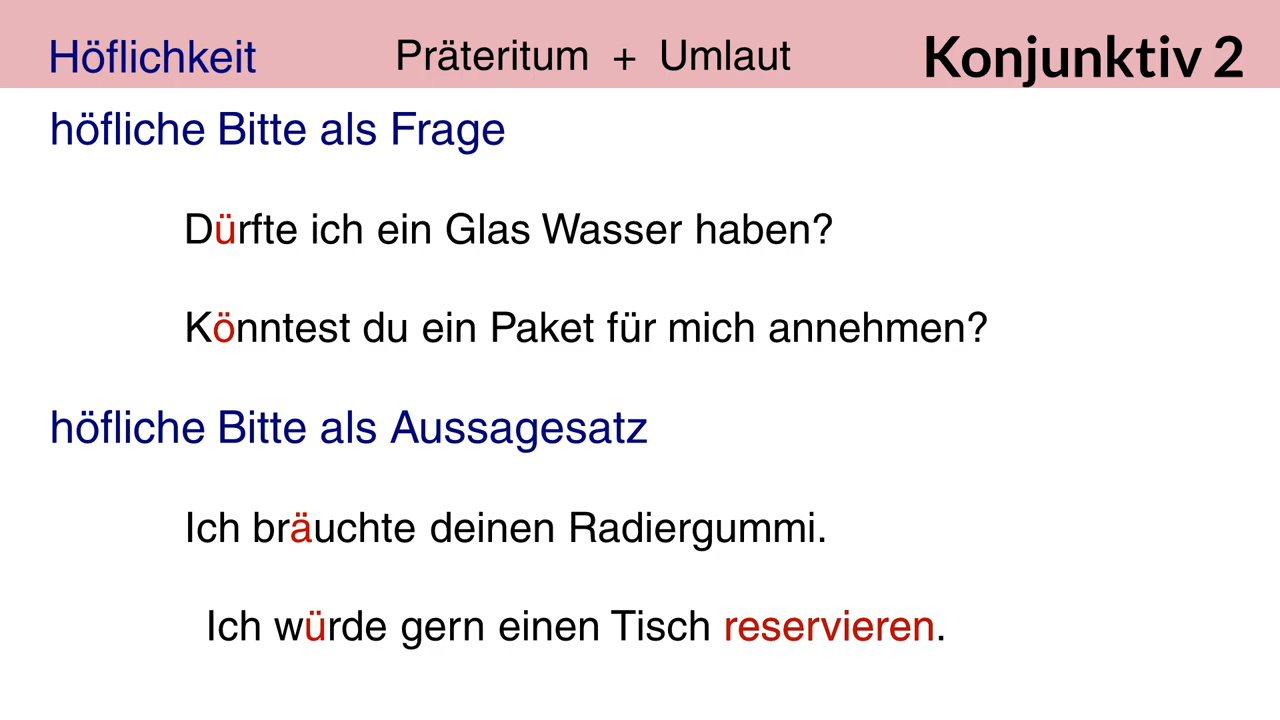 Höflichkeit Präteritum + Umlaut Konjunktiv 2
höfliche Bitte als Frage
Dürfte ich ein Glas Wasser haben?
Könntest du ein Paket für mich annehmen?
höfliche Bitte als Aussagesatz
Ich bräuchte deinen Radiergummi.
Ich würde gern einen Tisch reservieren.